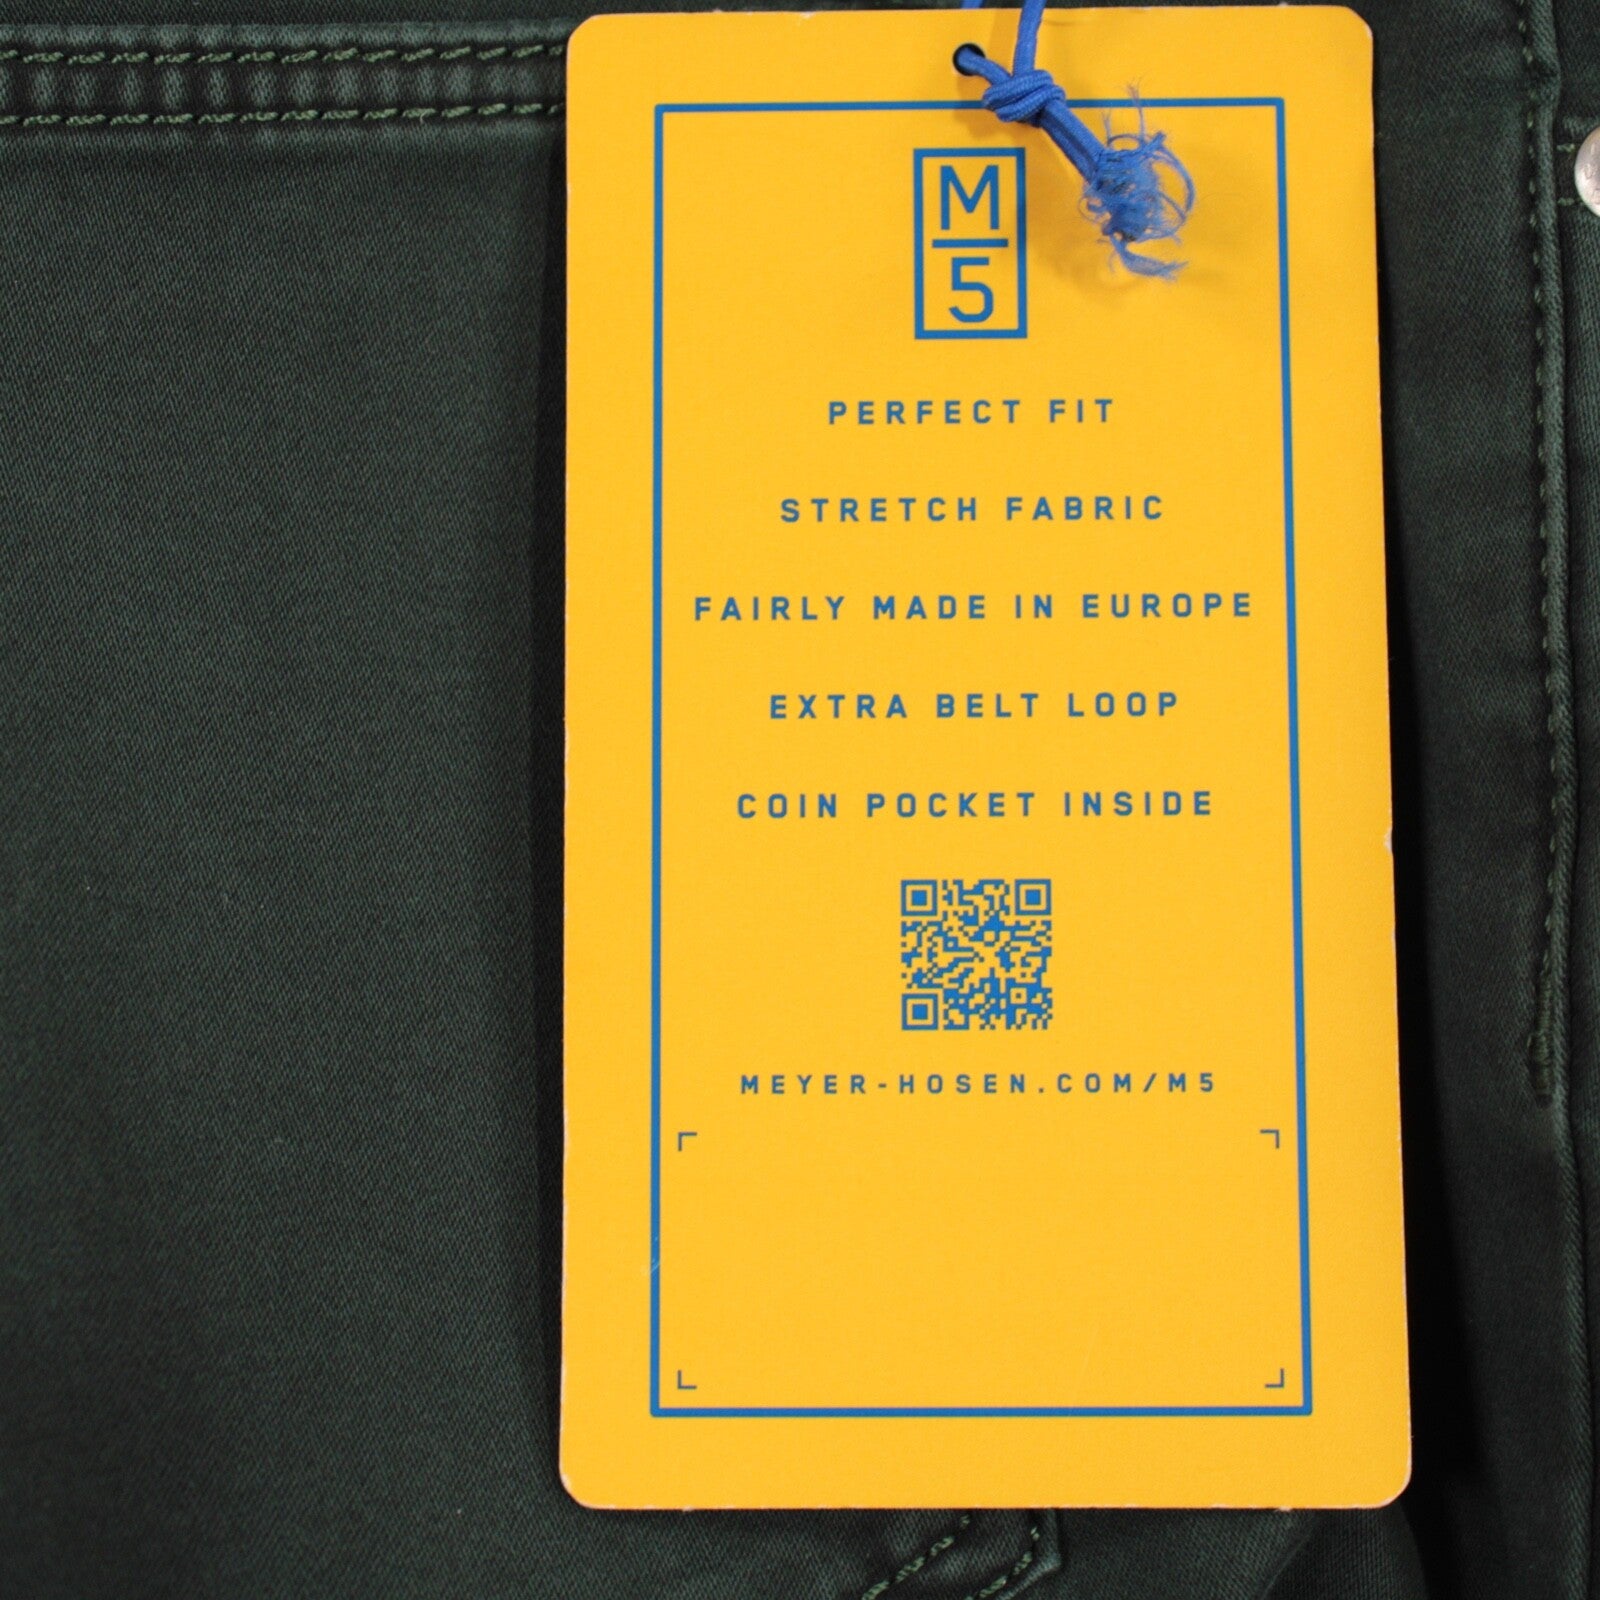 M
5
PERFECT FIT
STRETCH FABRIC
FAIRLY MADE IN EUROPE
EXTRA BELT LOOP
COIN POCKET INSIDE
MEYER-HOSEN.COM/M5